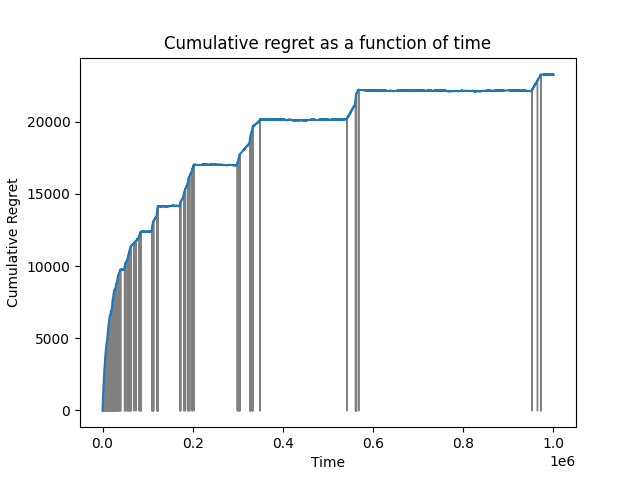 Cumulative regret as a function of time
Cumulative Regret
20000
15000
10000
5000
0
0.0 0.2 0.4 0.6 0.8 1.0
1e6
Time